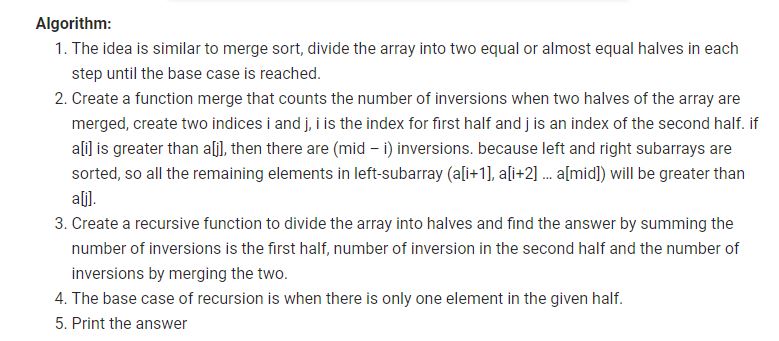 Algorithm:
1. The idea is similar to merge sort, divide the array into two equal or almost equal halves in each
step until the base case is reached.
2. Create a function merge that counts the number of inversions when two halves of the array are
merged, create two indices i and j, i is the index for first half and j is an index of the second half. if
a[i] is greater than a[j], then there are (mid – i) inversions. because left and right subarrays are
sorted, so all the remaining elements in left-subarray (a[i+1], a[i+2] … a[mid]) will be greater than
a[j].
3. Create a recursive function to divide the array into halves and find the answer by summing the
number of inversions is the first half, number of inversion in the second half and the number of
inversions by merging the two.
4. The base case of recursion is when there is only one element in the given half.
5. Print the answer